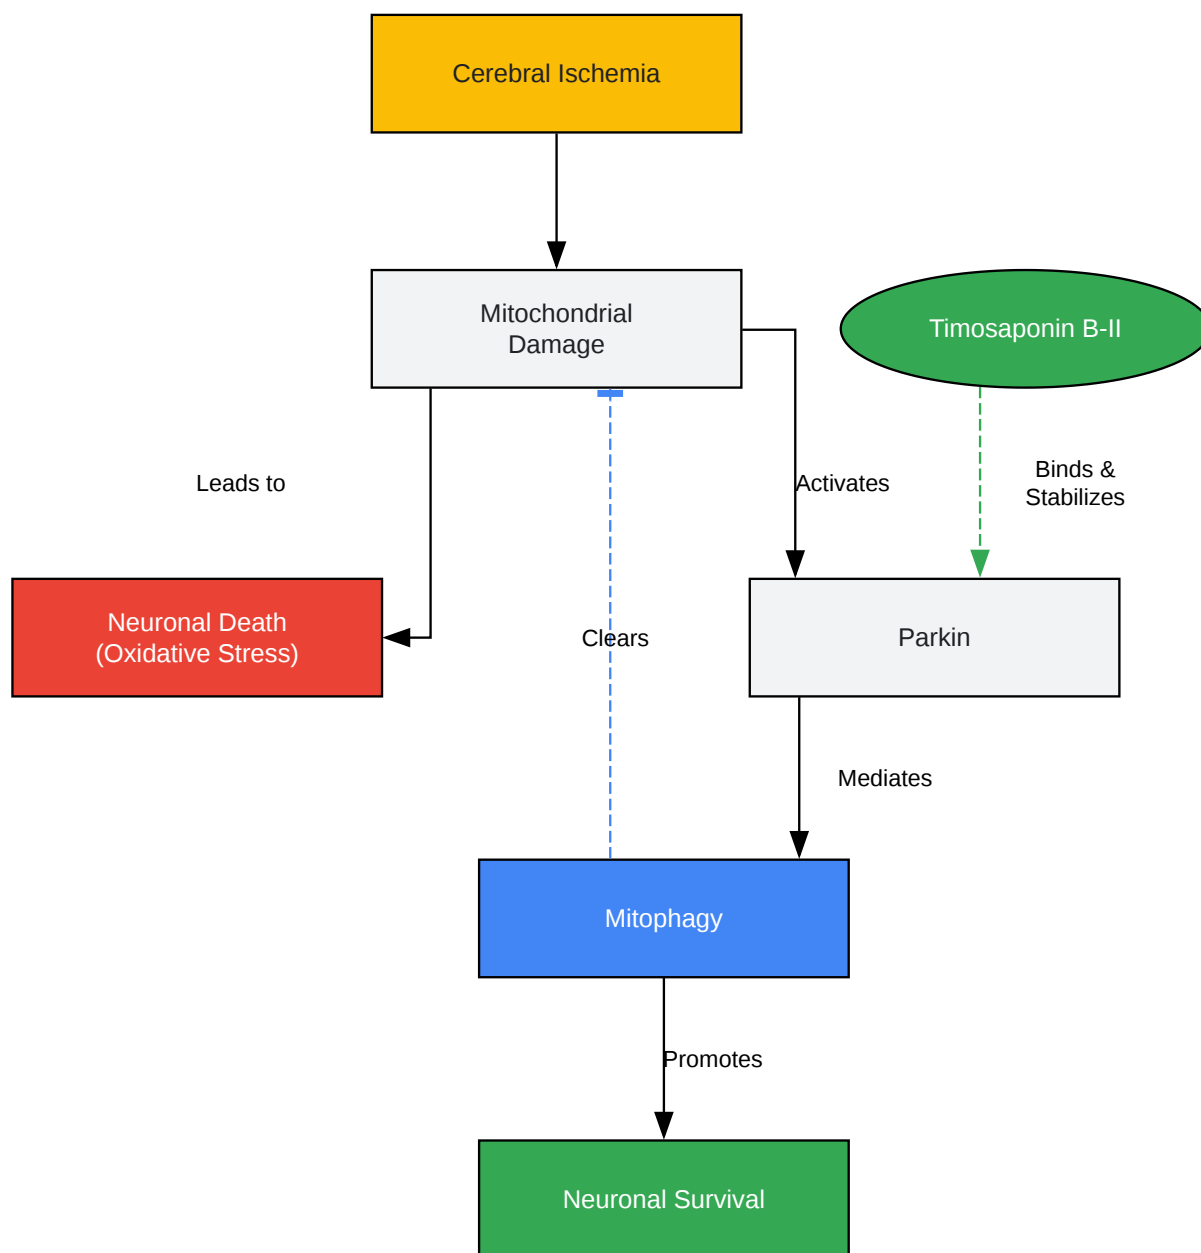 Cerebral Ischemia
Mitochondrial
Damage
Timosaponin B-II
Leads to
Activates
Binds &
Stabilizes
Neuronal Death
(Oxidative Stress)
Clears
Parkin
Mediates
Mitophagy
Promotes
Neuronal Survival